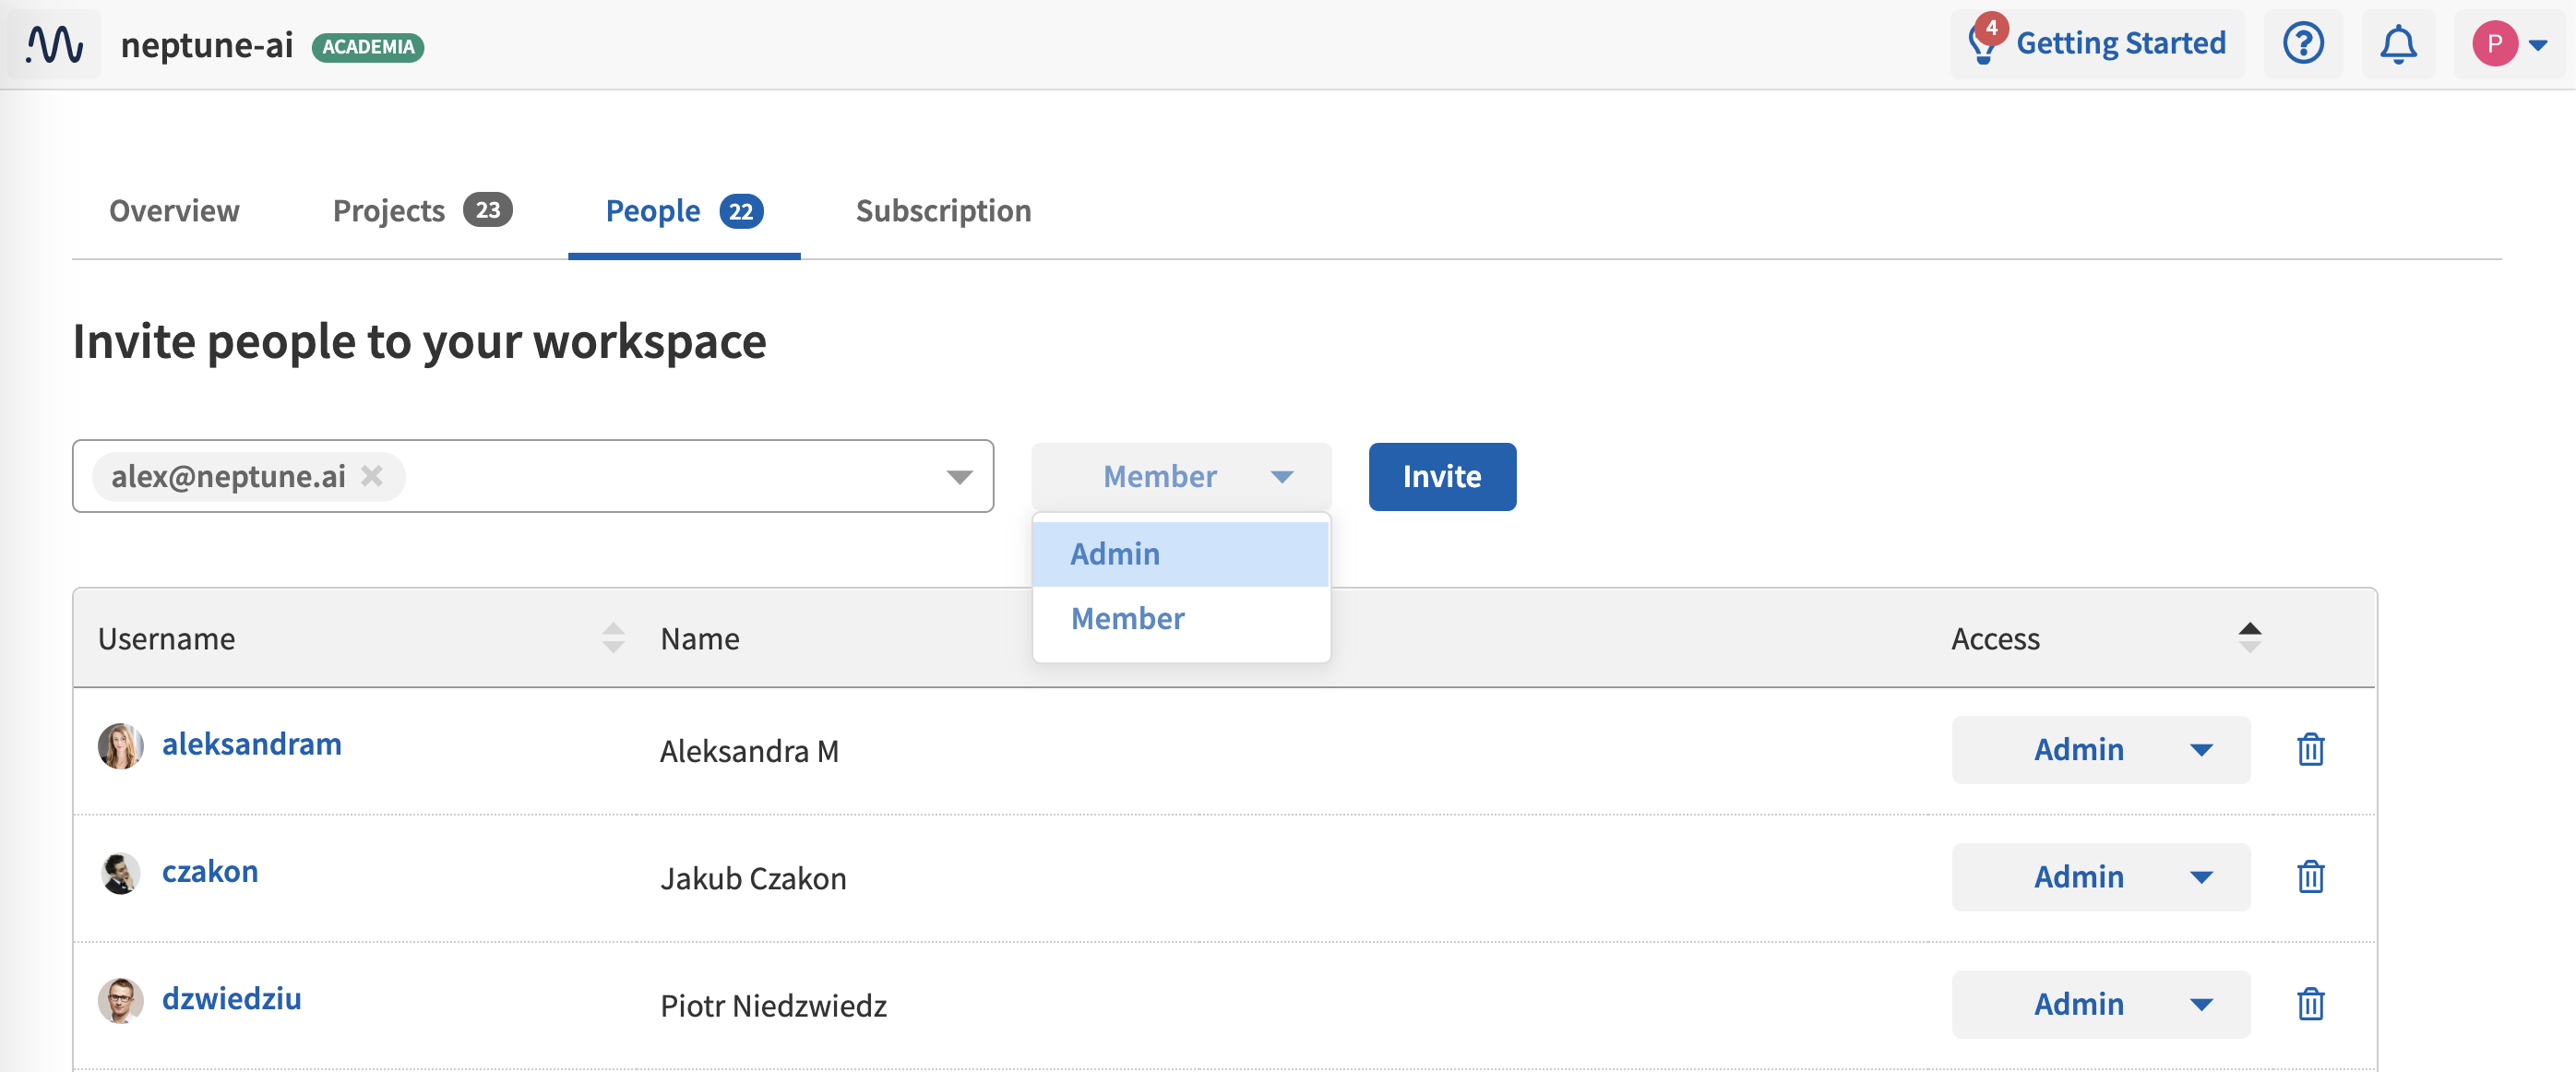 neptune-ai ACADEMIA 4 Getting Started ? P
Overview Projects 23 People 22 Subscription
Invite people to your workspace
alex@neptune.ai Member Invite
Admin
Member
Username Name Access
aleksandram Aleksandra M Admin
czakon Jakub Czakon Admin
dzwiedziu Piotr Niedzwiedz Admin